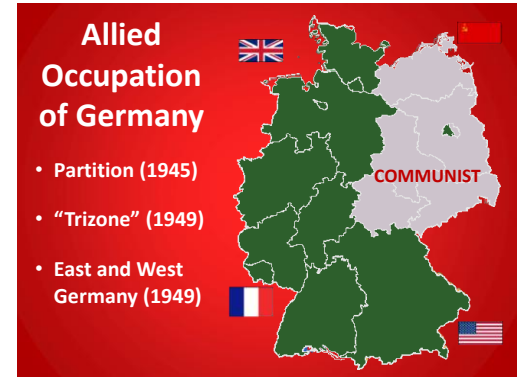 Allied
Occupation
of Germany
• Partition (1945)
• “Trizone” (1949)
• East and West
Germany (1949)
COMMUNIST